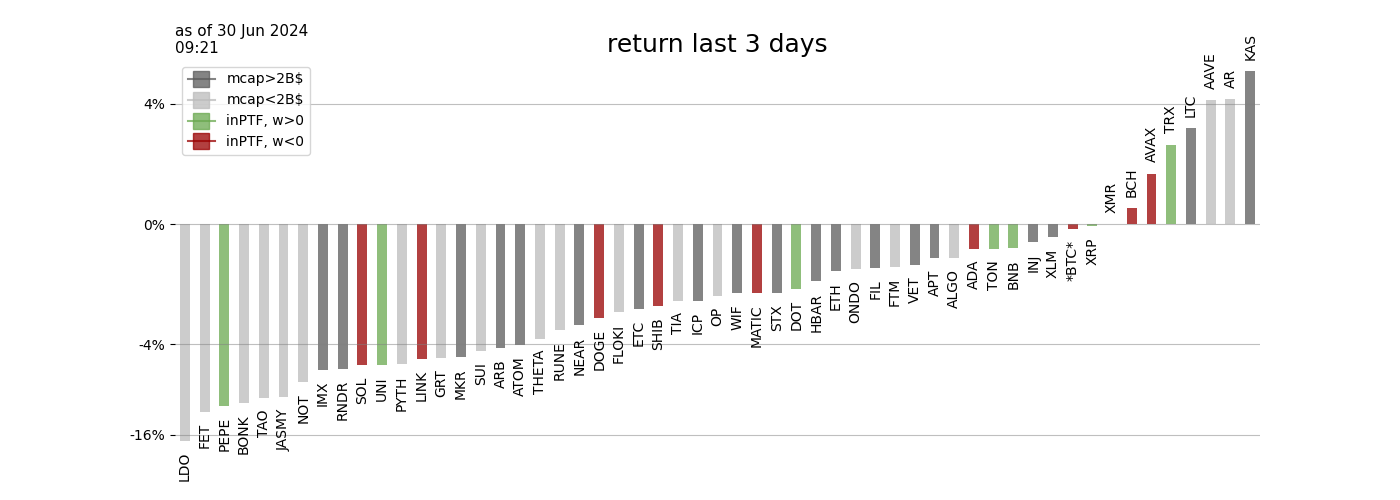 as of 30 Jun 2024
09:21
return last 3 days
mcap>2B$
mcap<2B$
inPTF, w>0
inPTF, w<0
4%
0%
-4%
-16%
LDO
FET
PEPE
BONK
TAO
JASMY
NOT
IMX
RNDR
SOL
UNI
PYTH
LINK
GRT
MKR
SUI
ARB
ATOM
THETA
RUNE
NEAR
DOGE
FLOKI
ETC
SHIB
TIA
ICP
OP
WIF
MATIC
STX
DOT
HBAR
ETH
ONDO
FIL
FTM
VET
APT
ALGO
ADA
TON
BNB
INJ
XLM
*BTC*
XRP
XMR
BCH
AVAX
TRX
LTC
AAVE
AR
KAS